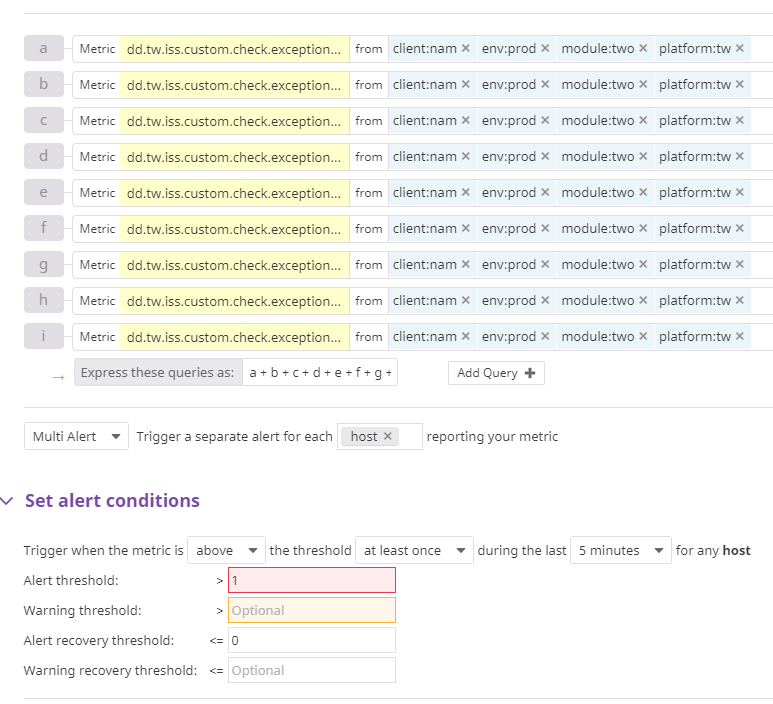 a Metric dd.tw.iss.custom.check.exception... from client:nam × env:prod × module:two × platform:tw ×
b Metric dd.tw.iss.custom.check.exception... from client:nam × env:prod × module:two × platform:tw ×
c Metric dd.tw.iss.custom.check.exception... from client:nam × env:prod × module:two × platform:tw ×
d Metric dd.tw.iss.custom.check.exception... from client:nam × env:prod × module:two × platform:tw ×
e Metric dd.tw.iss.custom.check.exception... from client:nam × env:prod × module:two × platform:tw ×
f Metric dd.tw.iss.custom.check.exception... from client:nam × env:prod × module:two × platform:tw ×
g Metric dd.tw.iss.custom.check.exception... from client:nam × env:prod × module:two × platform:tw ×
h Metric dd.tw.iss.custom.check.exception... from client:nam × env:prod × module:two × platform:tw ×
i Metric dd.tw.iss.custom.check.exception... from client:nam × env:prod × module:two × platform:tw ×
→ Express these queries as: a + b + c + d + e + f + g + Add Query +
Multi Alert Trigger a separate alert for each host × reporting your metric
Set alert conditions
Trigger when the metric is above the threshold at least once during the last 5 minutes for any host
Alert threshold: > 1
Warning threshold: > Optional
Alert recovery threshold: <= 0
Warning recovery threshold: <= Optional